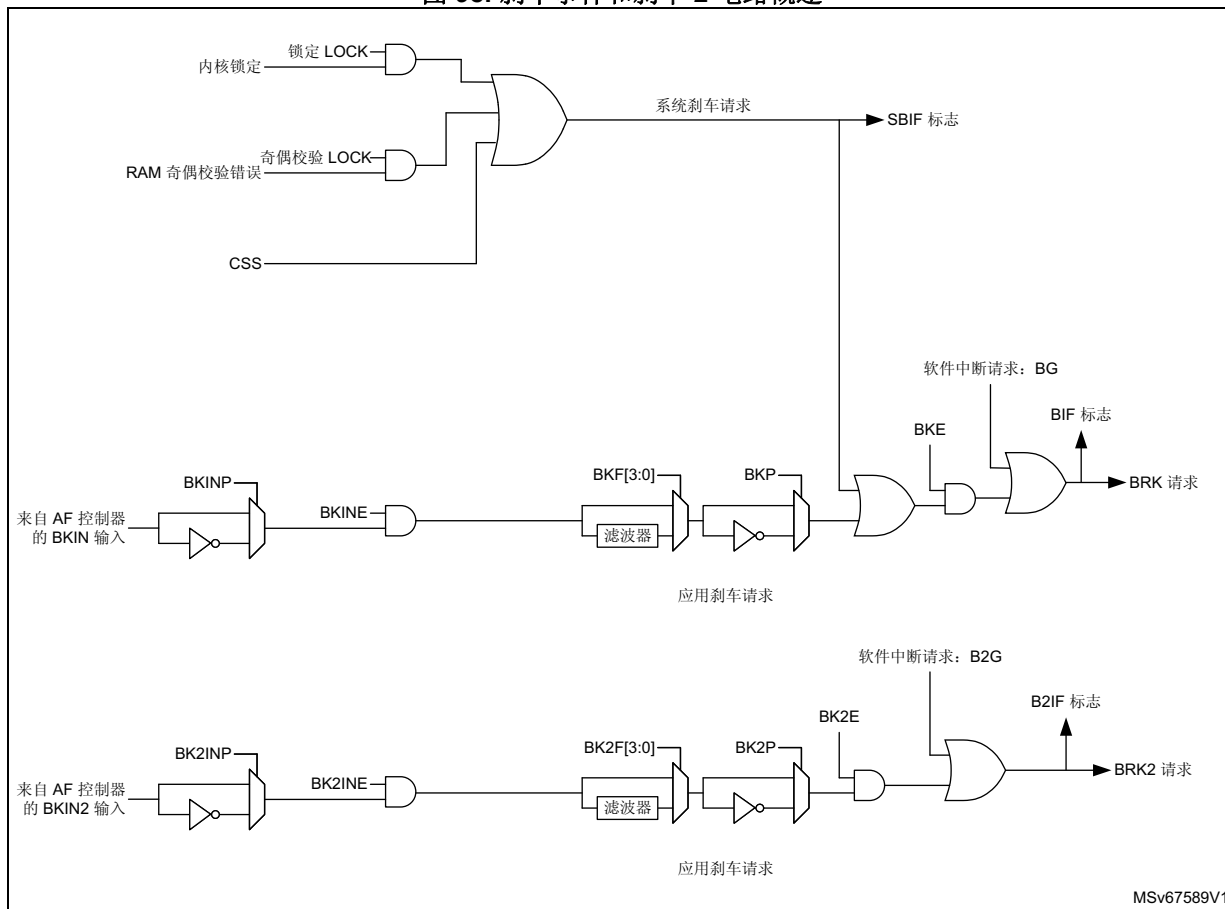 锁定 LOCK
内核锁定
系统刹车请求
SBIF 标志
奇偶校验 LOCK
RAM 奇偶校验错误
CSS
软件中断请求：BG
BIF 标志
BKE
BKINP
BKF[3:0]
BKP
BRK 请求
来自 AF 控制器
的 BKIN 输入
BKINE
滤波器
应用刹车请求
软件中断请求：B2G
B2IF 标志
BK2E
BK2INP
BK2F[3:0]
BK2P
BRK2 请求
来自 AF 控制器
的 BKIN2 输入
BK2INE
滤波器
应用刹车请求
MSv67589V1